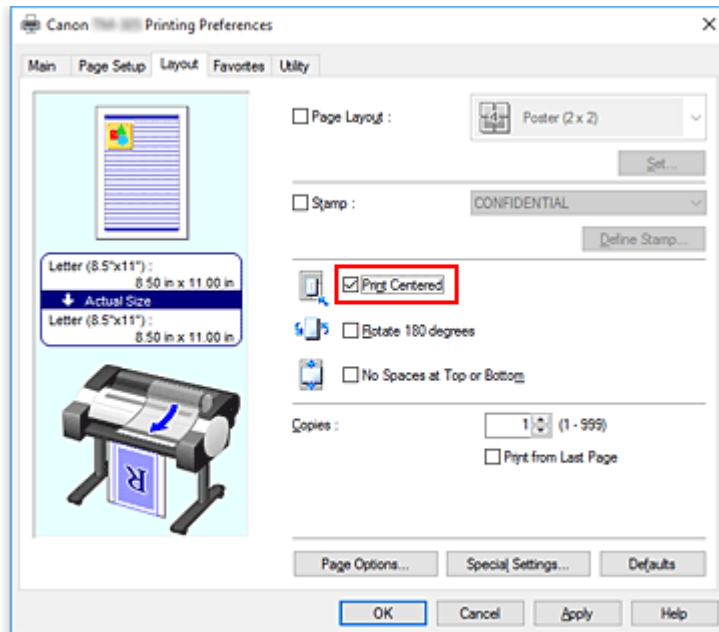 Canon Printing Preferences
Main Page Setup Layout Favorites Utility
Page Layout : Poster (2 x 2)
Set...
Stamp : CONFIDENTIAL
Define Stamp...
Letter (8.5"x11") :
8.50 in x 11.00 in
Actual Size
Letter (8.5"x11") :
8.50 in x 11.00 in
Print Centered
Rotate 180 degrees
No Spaces at Top or Bottom
Copies : 1 (1 - 999)
Print from Last Page
R
Page Options... Special Settings... Defaults
OK Cancel Apply Help